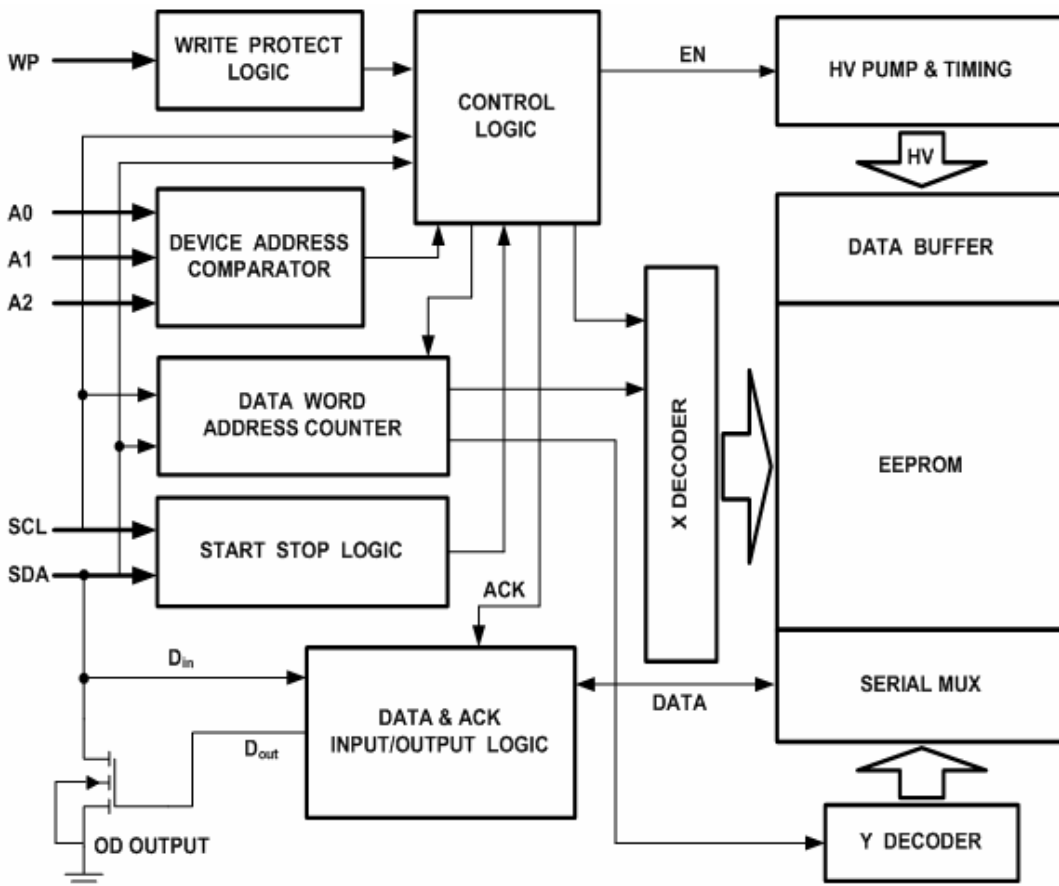 WP
WRITE PROTECT
LOGIC
CONTROL
LOGIC
EN
HV PUMP & TIMING
HV
A0
A1
A2
DEVICE ADDRESS
COMPARATOR
DATA BUFFER
DATA WORD
ADDRESS COUNTER
X DECODER
EEPROM
SCL
SDA
START STOP LOGIC
ACK
Din
DATA & ACK
INPUT/OUTPUT LOGIC
DATA
SERIAL MUX
Dout
OD OUTPUT
Y DECODER